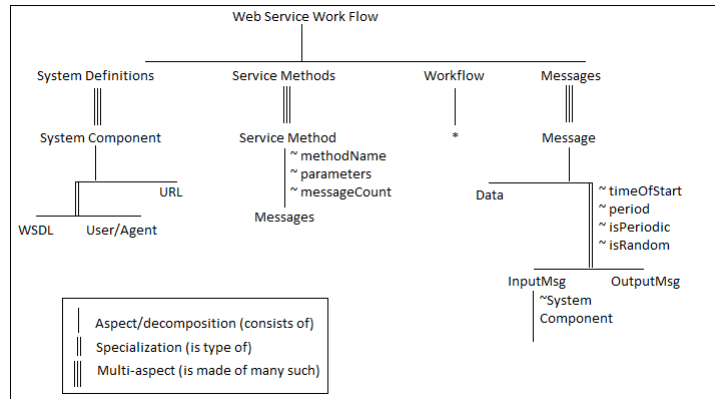 Web Service Work Flow
System Definitions Service Methods Workflow Messages
System Component Service Method * Message
~ methodName
~ parameters
~ messageCount
URL
Data
~ timeOfStart
~ period
~ isPeriodic
~ isRandom
WSDL User/Agent Messages
InputMsg OutputMsg
~System
Component
Aspect/decomposition (consists of)
Specialization (is type of)
Multi-aspect (is made of many such)